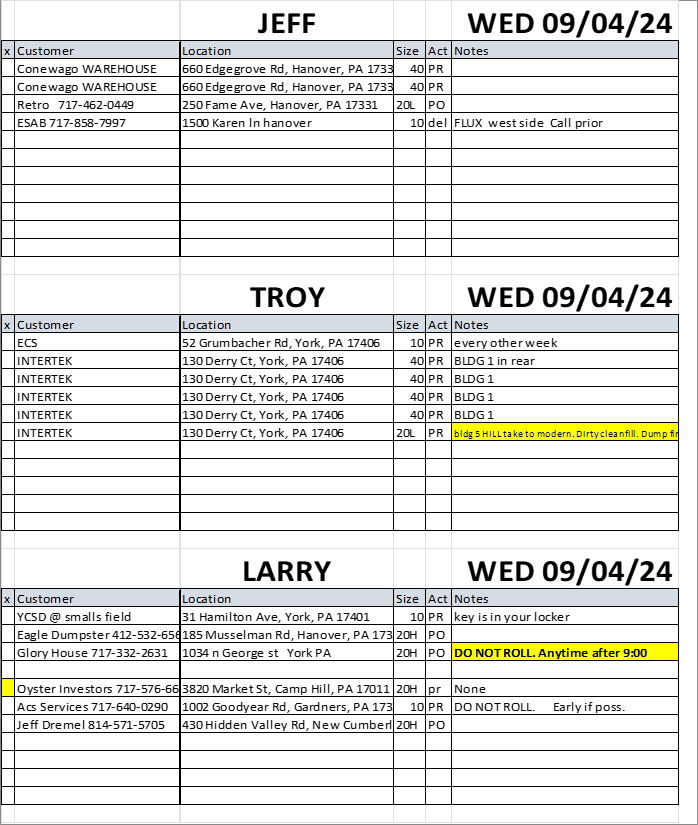 JEFF WED 09/04/24
x Customer Location Size Act Notes
Conewago WAREHOUSE 660 Edgegrove Rd, Hanover, PA 1733 40 PR
Conewago WAREHOUSE 660 Edgegrove Rd, Hanover, PA 1733 40 PR
Retro 717-462-0449 250 Fame Ave, Hanover, PA 17331 20L PO
ESAB 717-858-7997 1500 Karen ln hanover 10 del FLUX west side Call prior
TROY WED 09/04/24
x Customer Location Size Act Notes
ECS 52 Grumbacher Rd, York, PA 17406 10 PR every other week
INTERTEK 130 Derry Ct, York, PA 17406 40 PR BLDG 1 in rear
INTERTEK 130 Derry Ct, York, PA 17406 40 PR BLDG 1
INTERTEK 130 Derry Ct, York, PA 17406 40 PR BLDG 1
INTERTEK 130 Derry Ct, York, PA 17406 40 PR BLDG 1
INTERTEK 130 Derry Ct, York, PA 17406 20L PR bldg 5 HILL take to modern. Dirty cleanfill. Dump fir
LARRY WED 09/04/24
x Customer Location Size Act Notes
YCSD @ smalls field 31 Hamilton Ave, York, PA 17401 10 PR key is in your locker
Eagle Dumpster 412-532-656 185 Musselman Rd, Hanover, PA 173 20H PO
Glory House 717-332-2631 1034 n George st York PA 20H PO DO NOT ROLL. Anytime after 9:00
Oyster Investors 717-576-66 3820 Market St, Camp Hill, PA 17011 20H pr None
Acs Services 717-640-0290 1002 Goodyear Rd, Gardners, PA 173 10 PR DO NOT ROLL. Early if poss.
Jeff Dremel 814-571-5705 430 Hidden Valley Rd, New Cumberl 20H PO